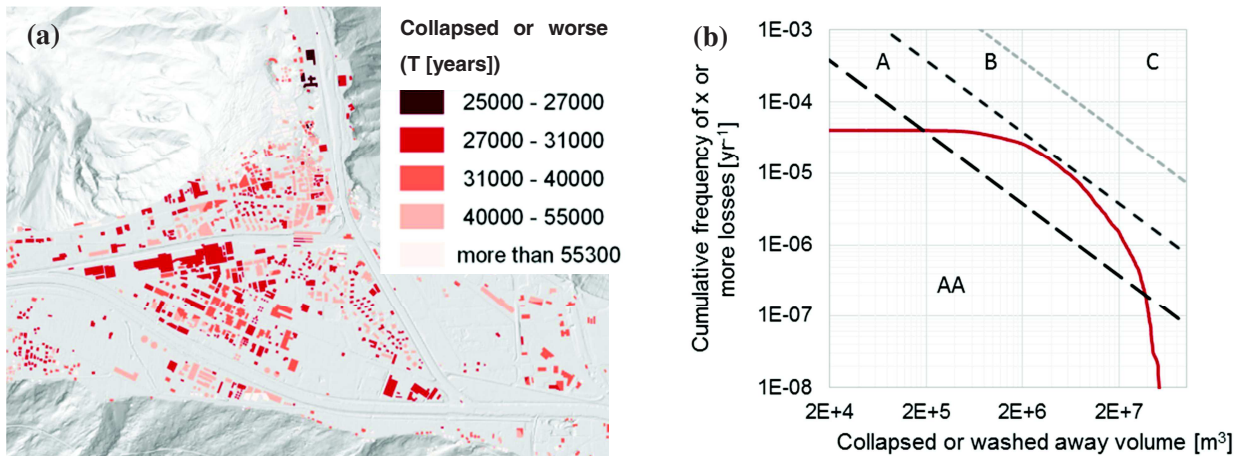 (a)
Collapsed or worse
(T [years])
25000 - 27000
27000 - 31000
31000 - 40000
40000 - 55000
more than 55300
(b)
Cumulative frequency of x or
more losses [yr⁻¹]
1E-03
1E-04
1E-05
1E-06
1E-07
1E-08
A
B
C
AA
2E+4
2E+5
2E+6
2E+7
Collapsed or washed away volume [m³]